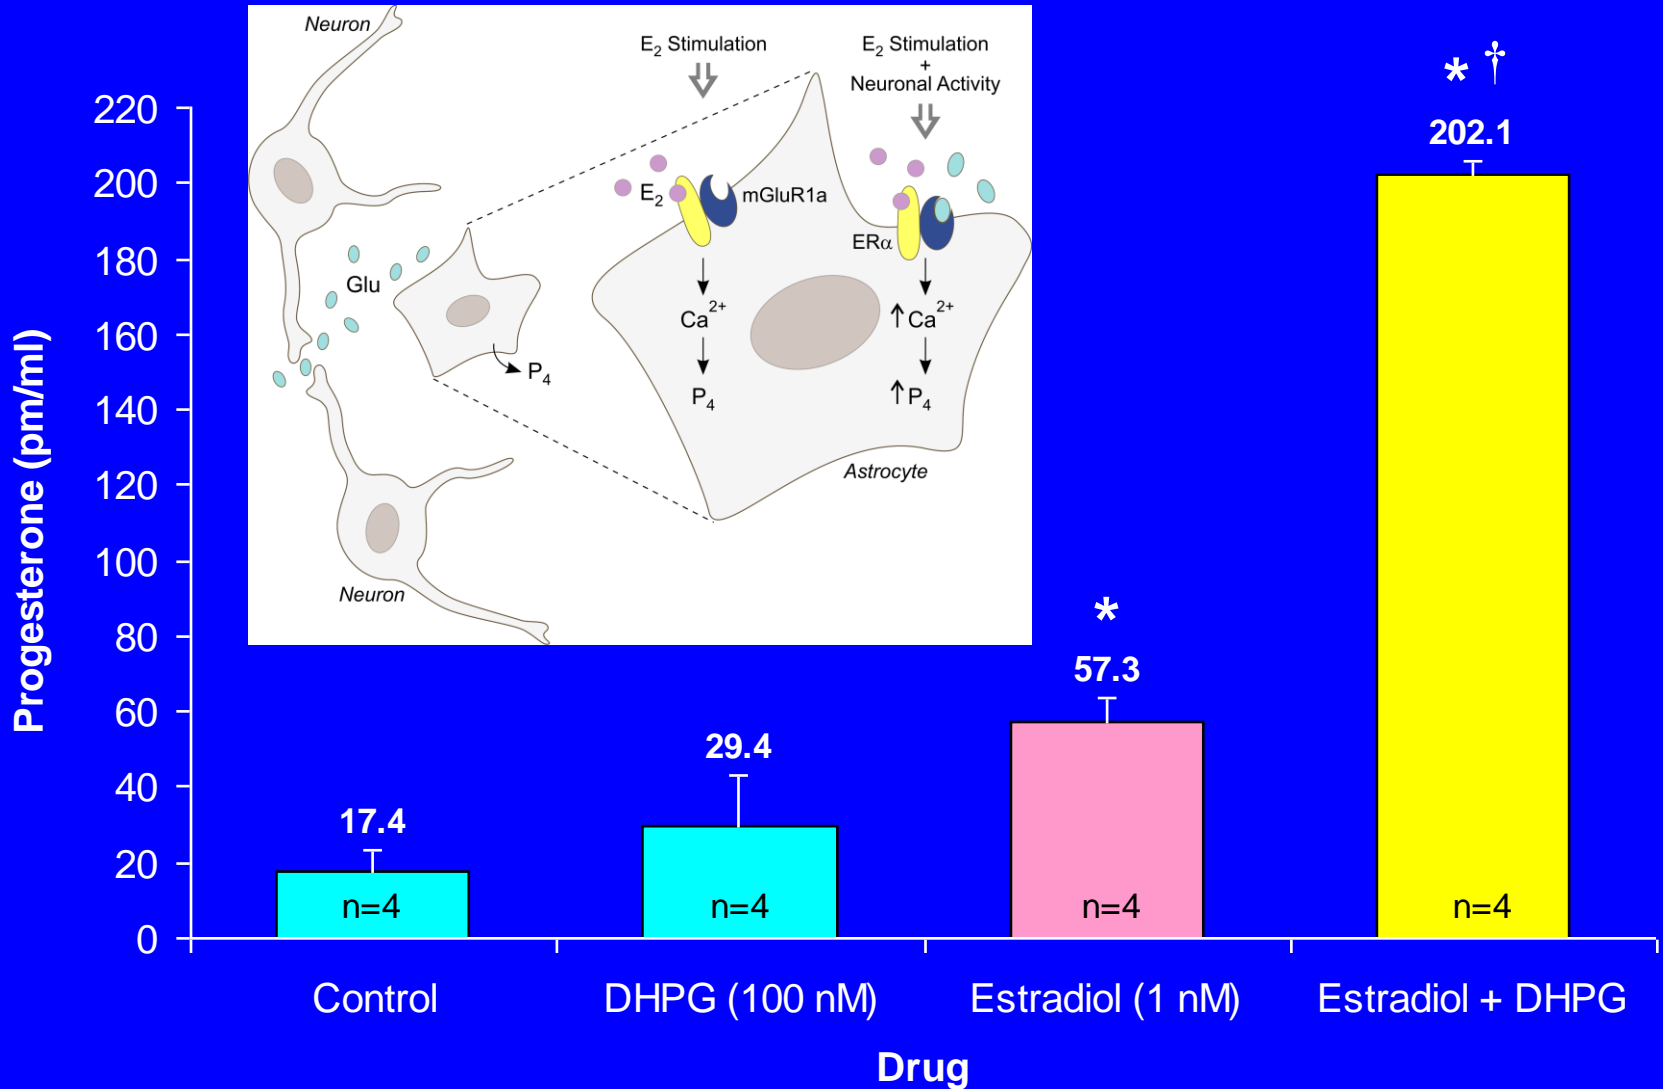 Neuron
E2 Stimulation
E2 Stimulation
+
Neuronal Activity
E2
mGluR1a
ERα
Glu
Ca2+
↑Ca2+
P4
P4
↑P4
Astrocyte
Neuron
Progesterone (pm/ml)
220
200
180
160
140
120
100
80
60
40
20
0
17.4
29.4
*
57.3
* †
202.1
n=4
n=4
n=4
n=4
Control
DHPG (100 nM)
Estradiol (1 nM)
Estradiol + DHPG
Drug